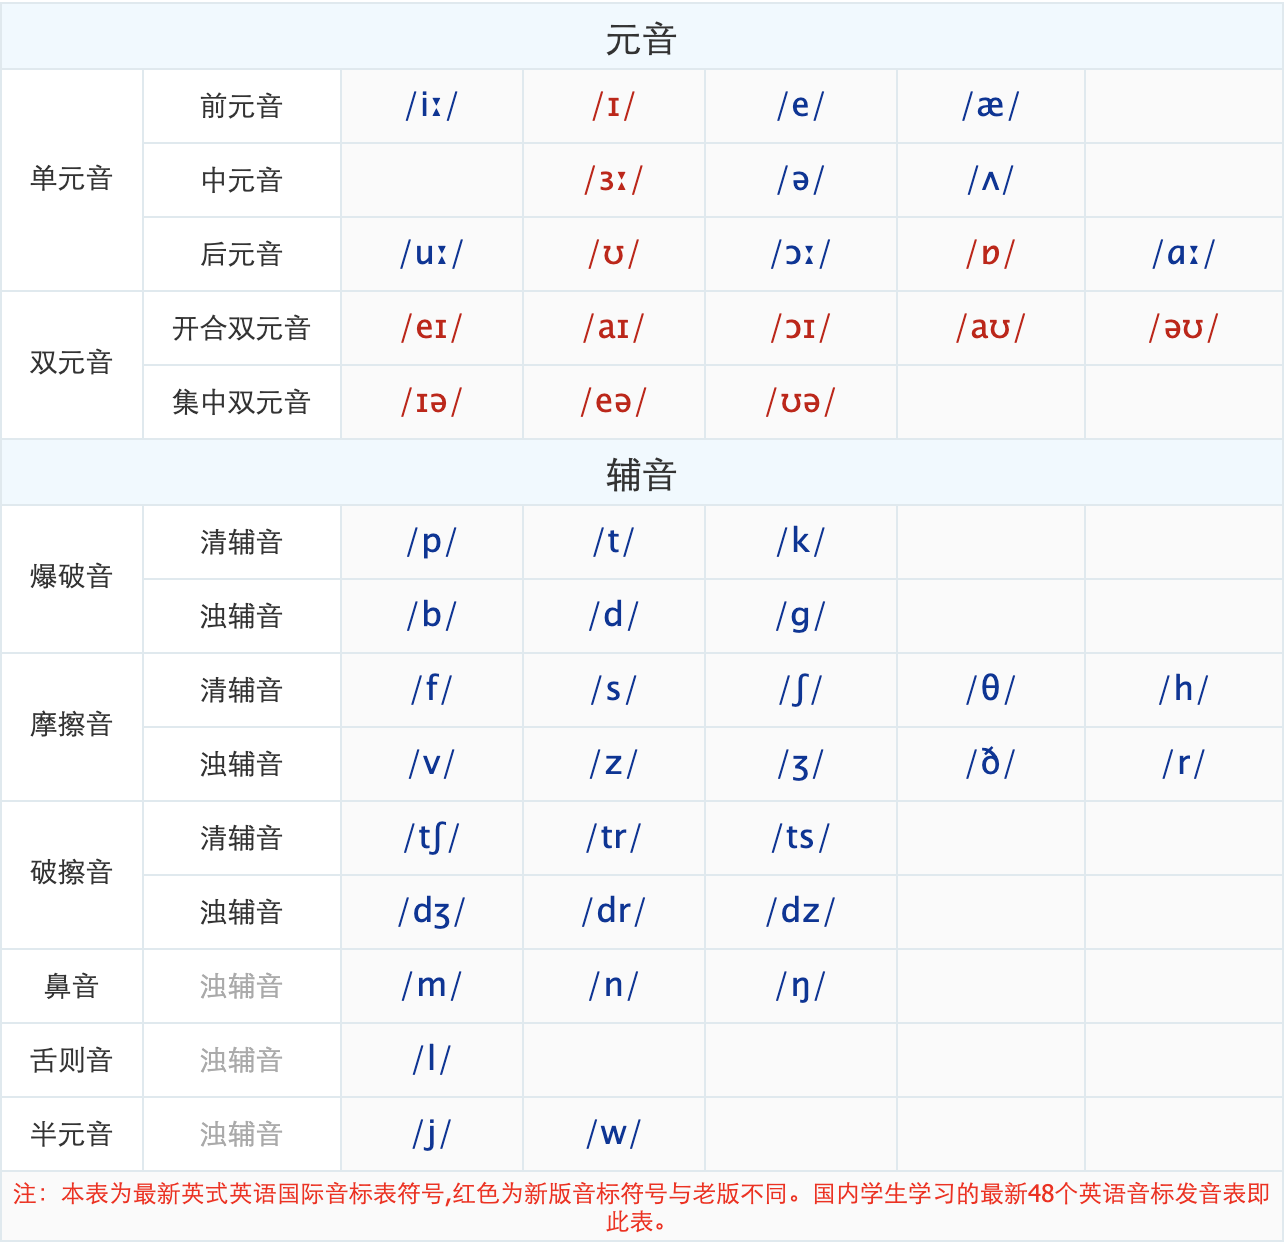 元音
单元音
前元音 /iː/ /ɪ/ /e/ /æ/
中元音 /ɜː/ /ə/ /ʌ/
后元音 /uː/ /ʊ/ /ɔː/ /ɒ/ /ɑː/
双元音
开合双元音 /eɪ/ /aɪ/ /ɔɪ/ /aʊ/ /əʊ/
集中双元音 /ɪə/ /eə/ /ʊə/
辅音
爆破音
清辅音 /p/ /t/ /k/
浊辅音 /b/ /d/ /g/
摩擦音
清辅音 /f/ /s/ /ʃ/ /θ/ /h/
浊辅音 /v/ /z/ /ʒ/ /ð/ /r/
破擦音
清辅音 /tʃ/ /tr/ /ts/
浊辅音 /dʒ/ /dr/ /dz/
鼻音 浊辅音 /m/ /n/ /ŋ/
舌则音 浊辅音 /l/
半元音 浊辅音 /j/ /w/
注：本表为最新英式英语国际音标表符号,红色为新版音标符号与老版不同。国内学生学习的最新48个英语音标发音表即
此表。